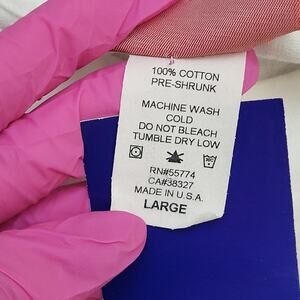 100% COTTON
PRE-SHRUNK
MACHINE WASH
COLD
DO NOT BLEACH
TUMBLE DRY LOW
RN#55774
CA#38327
MADE IN U.S.A.
LARGE